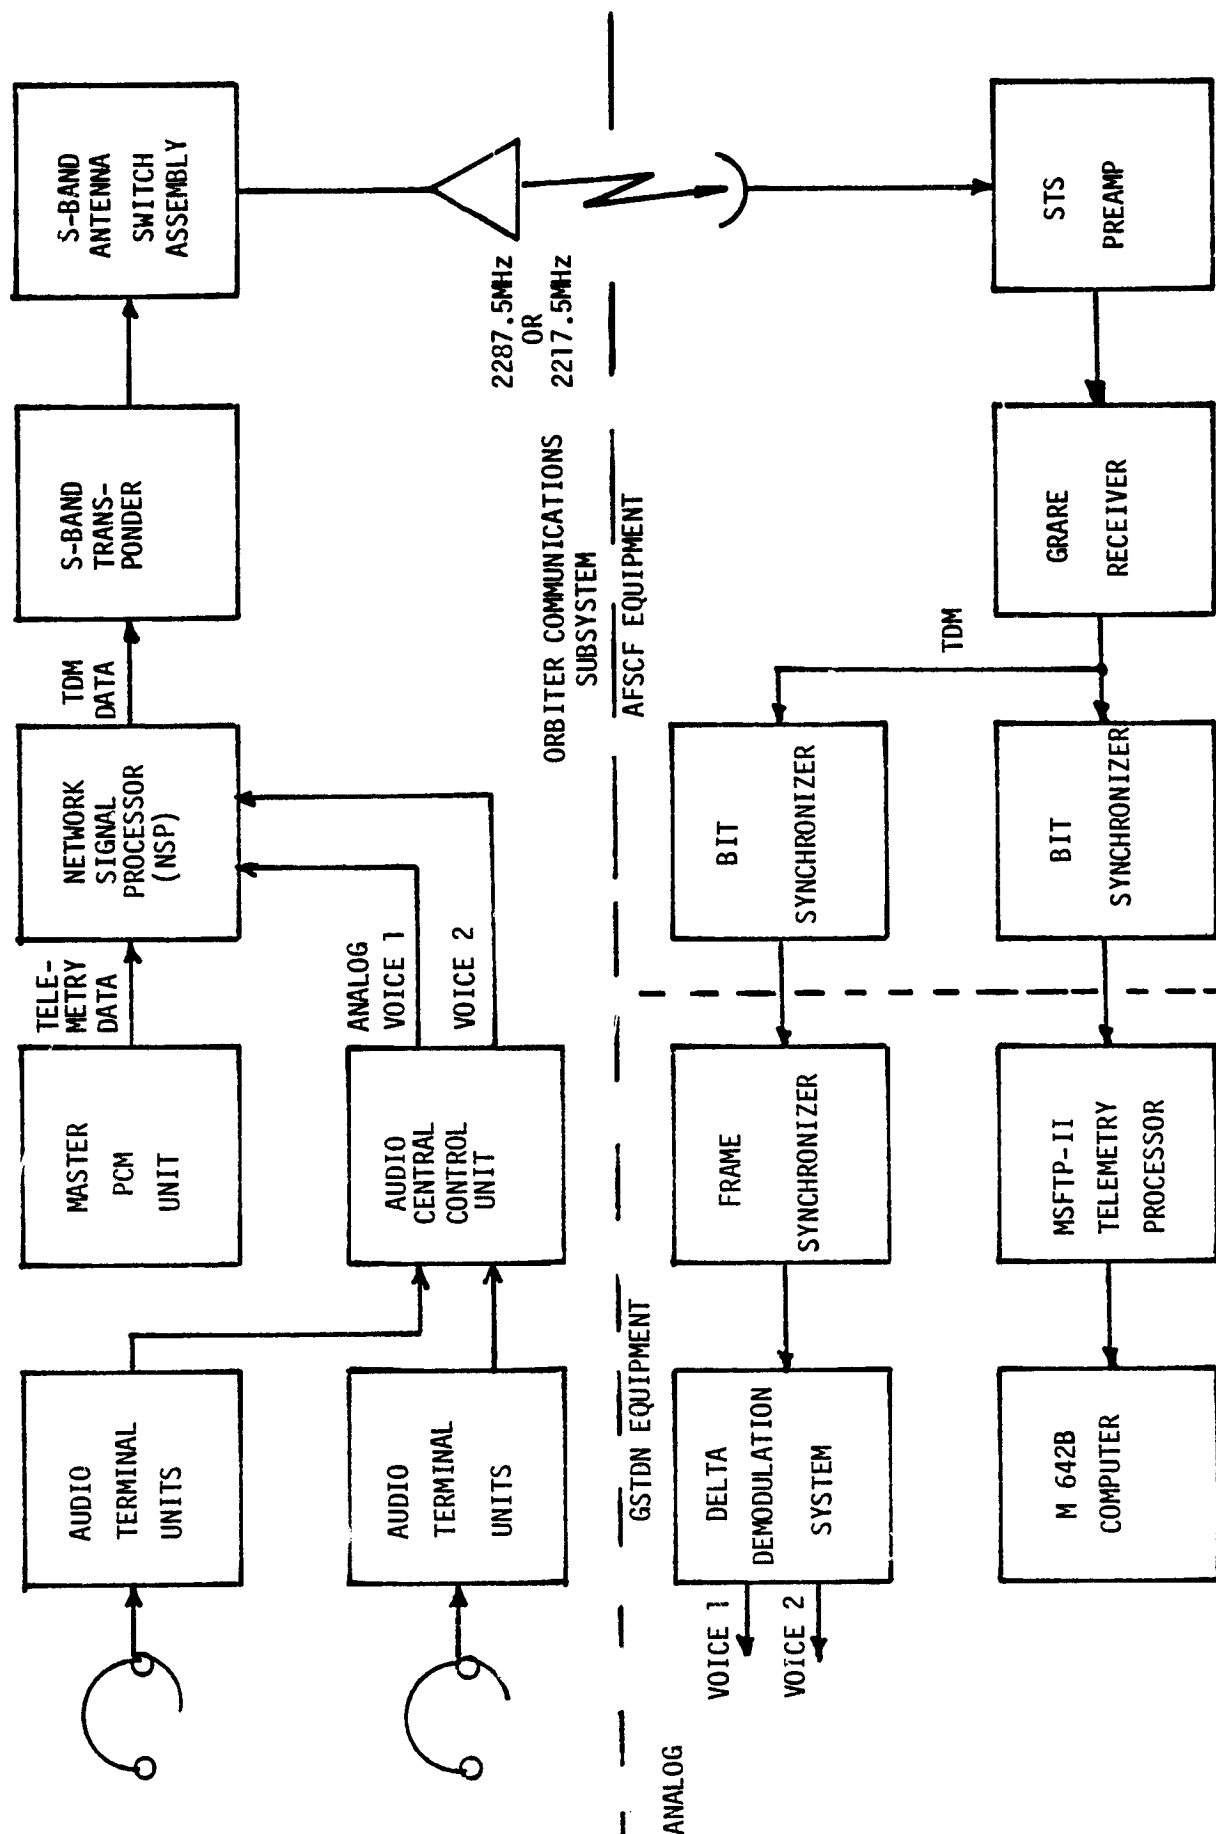 AUDIO
TERMINAL
UNITS
MASTER
PCM
UNIT
TELE-
METRY
DATA
NETWORK
SIGNAL
PROCESSOR
(NSP)
TDM
DATA
S-BAND
TRANS-
PONDER
S-BAND
ANTENNA
SWITCH
ASSEMBLY
AUDIO
TERMINAL
UNITS
AUDIO
CENTRAL
CONTROL
UNIT
ANALOG
VOICE 1
VOICE 2
2287.5MHz
OR
2217.5MHz
ORBITER COMMUNICATIONS
SUBSYSTEM
GSTDN EQUIPMENT
AFSCF EQUIPMENT
ANALOG
VOICE 1
VOICE 2
DELTA
DEMODULATION
SYSTEM
FRAME
SYNCHRONIZER
BIT
SYNCHRONIZER
TDM
M 642B
COMPUTER
MSFTP-II
TELEMETRY
PROCESSOR
BIT
SYNCHRONIZER
GRARE
RECEIVER
STS
PREAMP